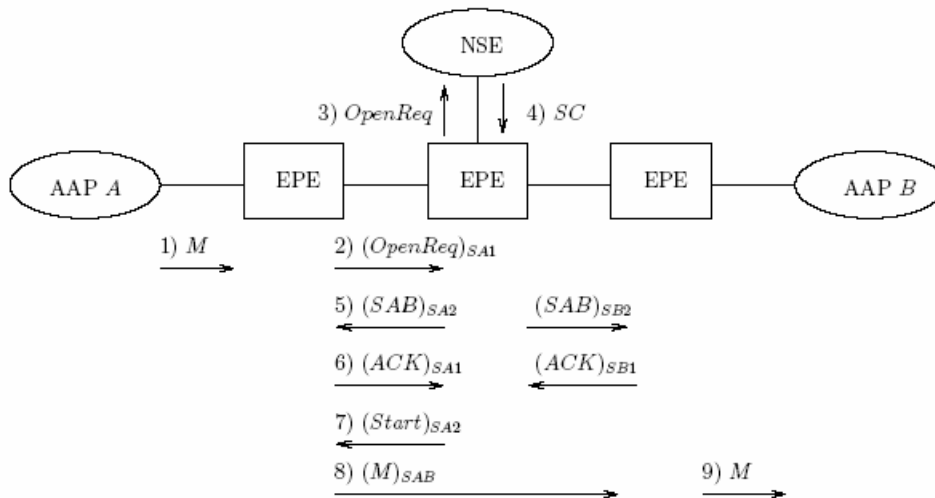 NSE
3) OpenReq
4) SC
AAP A
EPE
EPE
EPE
AAP B
1) M
2) (OpenReq)SA1
5) (SAB)SA2
(SAB)SB2
6) (ACK)SA1
(ACK)SB1
7) (Start)SA2
8) (M)SAB
9) M